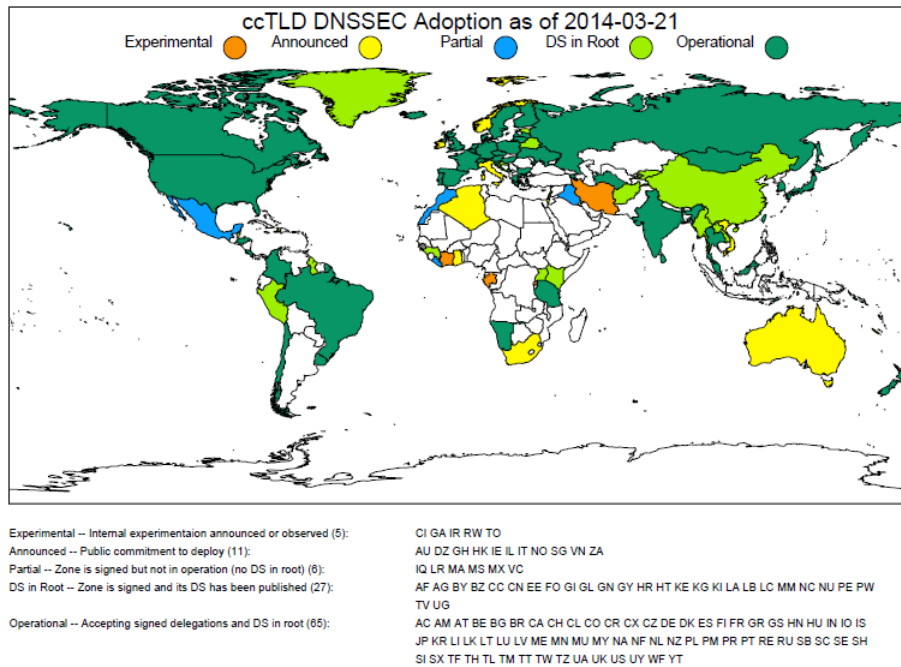 ccTLD DNSSEC Adoption as of 2014-03-21
Experimental Announced Partial DS in Root Operational
Experimental -- Internal experimentaion announced or observed (5): CI GA IR RW TO
Announced -- Public commitment to deploy (11): AU DZ GH HK IE IL IT NO SG VN ZA
Partial -- Zone is signed but not in operation (no DS in root) (6): IQ LR MA MS MX VC
DS in Root -- Zone is signed and its DS has been published (27): AF AG BY BZ CC CN EE FO GI GL GN GY HR HT KE KG KI LA LB LC MM NC NU PE PW
TV UG
Operational -- Accepting signed delegations and DS in root (65): AC AM AT BE BG BR CA CH CL CO CR CX CZ DE DK ES FI FR GR GS HN HU IN IO IS
JP KR LI LK LT LU LV ME MN MU MY NA NF NL NZ PL PM PR PT RE RU SB SC SE SH
SI SX TF TH TL TM TT TW TZ UA UK US UY WF YT